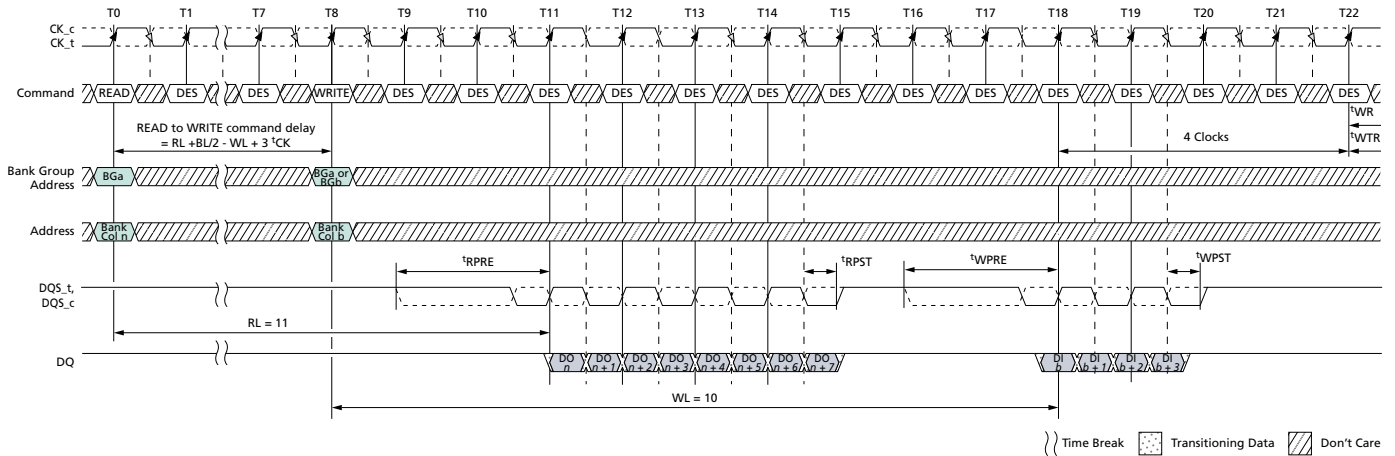 T0 T1 T7 T8 T9 T10 T11 T12 T13 T14 T15 T16 T17 T18 T19 T20 T21 T22
CK_c
CK_t
Command READ DES DES WRITE DES DES DES DES DES DES DES DES DES DES DES DES DES DES
tWR
READ to WRITE command delay
= RL +BL/2 - WL + 3 tCK
4 Clocks
tWTR
Bank Group
Address
BGa
BGa or
BGb
Address
Bank
Col n
Bank
Col b
tRPRE tRPST tWPRE tWPST
DQS_t,
DQS_c
RL = 11
DQ
DO DO DO DO DO DO DO DO DI DI DI DI
n n + 1 n + 2 n + 3 n + 4 n + 5 n + 6 n + 7 b b + 1 b + 2 b + 3
WL = 10
Time Break Transitioning Data Don't Care